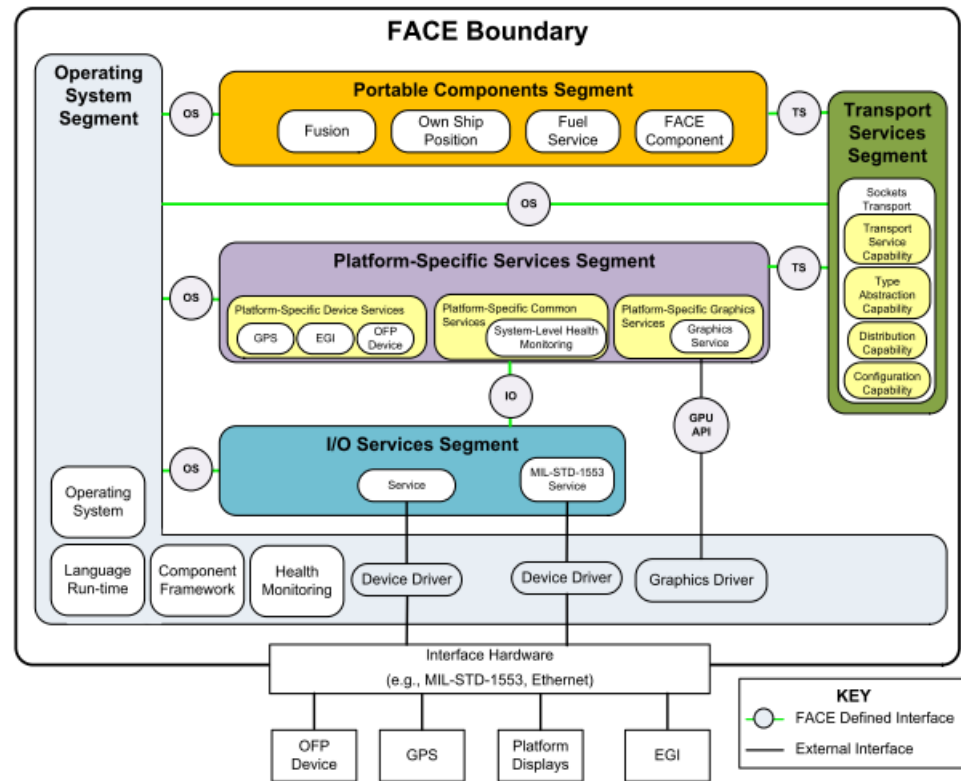 FACE Boundary
Operating
System
Segment
OS
Portable Components Segment
Fusion
Own Ship
Position
Fuel
Service
FACE
Component
TS
Transport
Services
Segment
Sockets
Transport
Transport
Service
Capability
Type
Abstraction
Capability
Distribution
Capability
Configuration
Capability
OS
OS
Platform-Specific Services Segment
TS
Platform-Specific Device Services
GPS
EGI
OFP
Device
Platform-Specific Common
Services
System-Level Health
Monitoring
Platform-Specific Graphics
Services
Graphics
Service
IO
GPU
API
OS
I/O Services Segment
Service
MIL-STD-1553
Service
Operating
System
Language
Run-time
Component
Framework
Health
Monitoring
Device Driver
Device Driver
Graphics Driver
Interface Hardware
(e.g., MIL-STD-1553, Ethernet)
OFP
Device
GPS
Platform
Displays
EGI
KEY
FACE Defined Interface
External Interface